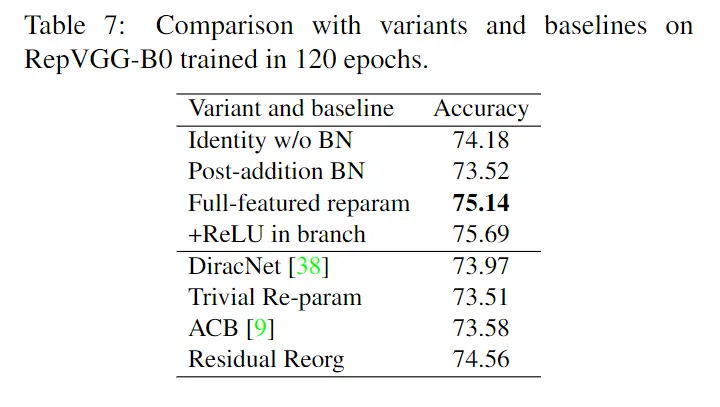 Table 7: Comparison with variants and baselines on
RepVGG-B0 trained in 120 epochs.
Variant and baseline Accuracy
Identity w/o BN 74.18
Post-addition BN 73.52
Full-featured reparam 75.14
+ReLU in branch 75.69
DiracNet [38] 73.97
Trivial Re-param 73.51
ACB [9] 73.58
Residual Reorg 74.56